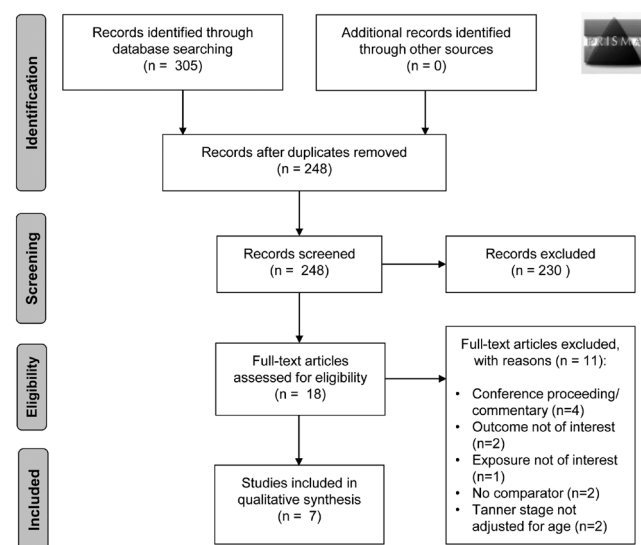 Records identified through
database searching
(n = 305)
Additional records identified
through other sources
(n = 0)
PRISMA
Identification
Records after duplicates removed
(n = 248)
Screening
Records screened
(n = 248)
Records excluded
(n = 230 )
Eligibility
Full-text articles
assessed for eligibility
(n = 18)
Full-text articles excluded,
with reasons (n = 11):
• Conference proceeding/
commentary (n=4)
• Outcome not of interest
(n=2)
• Exposure not of interest
(n=1)
• No comparator (n=2)
• Tanner stage not
adjusted for age (n=2)
Included
Studies included in
qualitative synthesis
(n = 7)